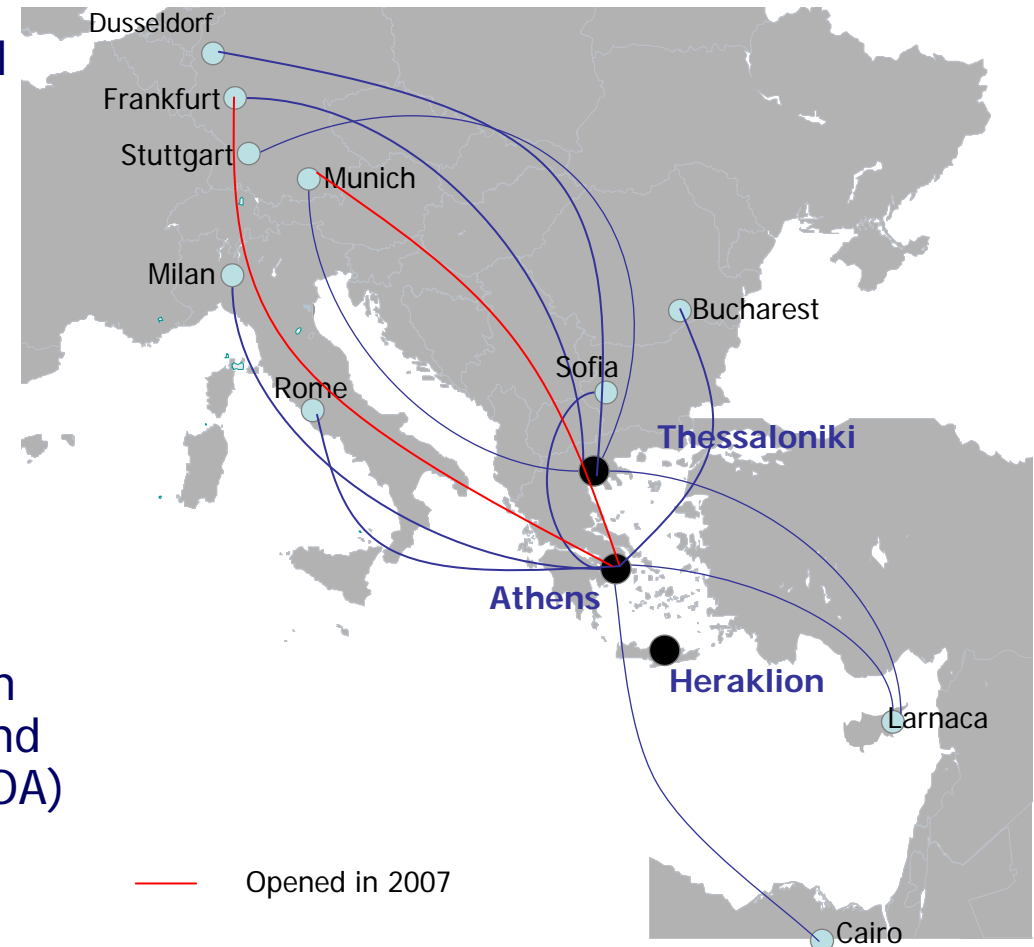 Dusseldorf
Frankfurt
Stuttgart
Munich
Milan
Bucharest
Sofia
Rome
Thessaloniki
Athens
Heraklion
Larnaca
Opened in 2007
Cairo